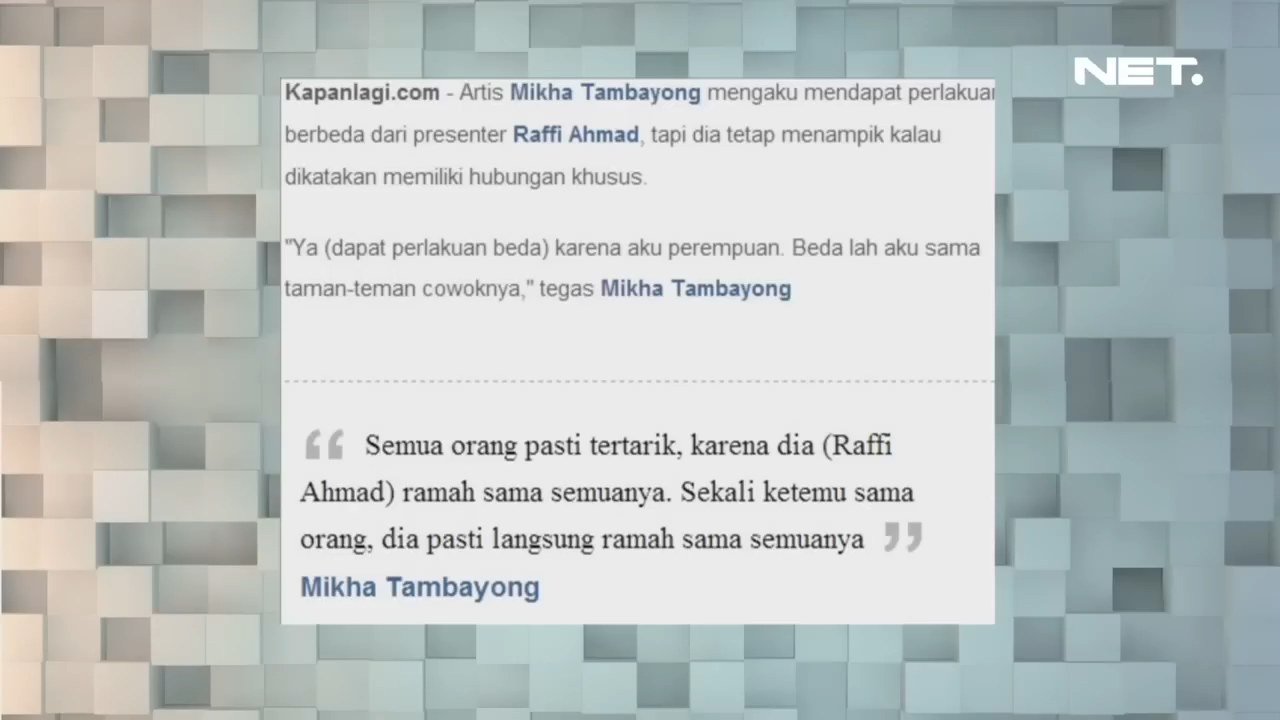 NET.
Kapanlagi.com - Artis Mikha Tambayong mengaku mendapat perlakuan
berbeda dari presenter Raffi Ahmad, tapi dia tetap menampik kalau
dikatakan memiliki hubungan khusus.
"Ya (dapat perlakuan beda) karena aku perempuan. Beda lah aku sama
taman-teman cowoknya," tegas Mikha Tambayong
“ Semua orang pasti tertarik, karena dia (Raffi
Ahmad) ramah sama semuanya. Sekali ketemu sama
orang, dia pasti langsung ramah sama semuanya ”
Mikha Tambayong